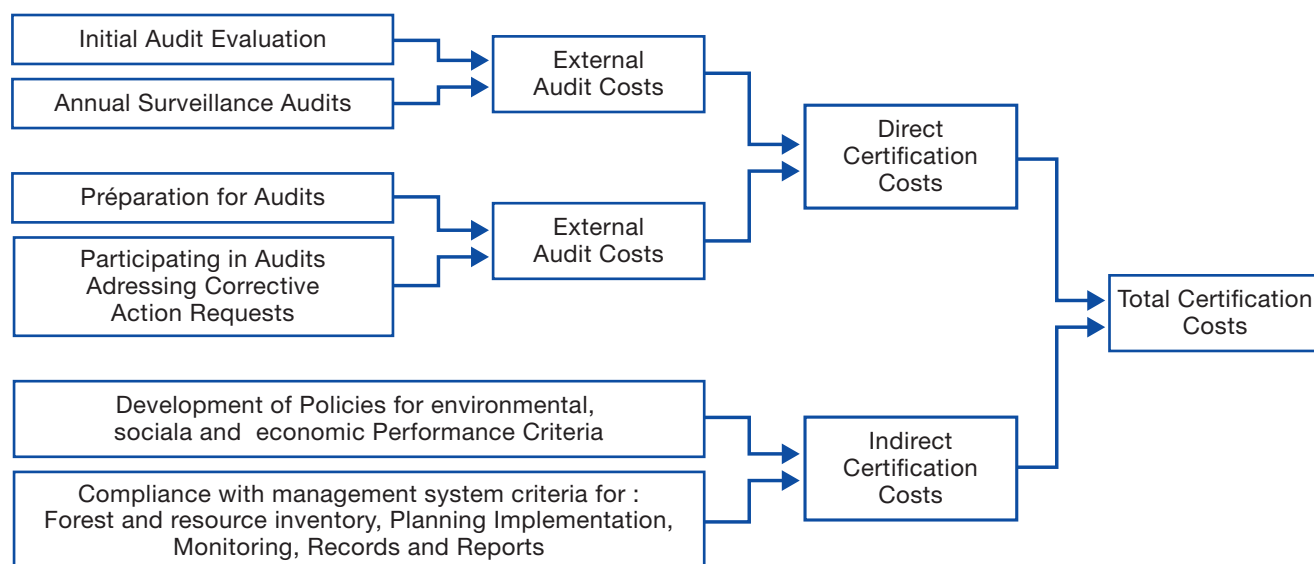 Initial Audit Evaluation
Annual Surveillance Audits
External
Audit Costs
Préparation for Audits
Participating in Audits
Adressing Corrective
Action Requests
External
Audit Costs
Direct
Certification
Costs
Development of Policies for environmental,
sociala and economic Performance Criteria
Compliance with management system criteria for :
Forest and resource inventory, Planning Implementation,
Monitoring, Records and Reports
Indirect
Certification
Costs
Total Certification
Costs